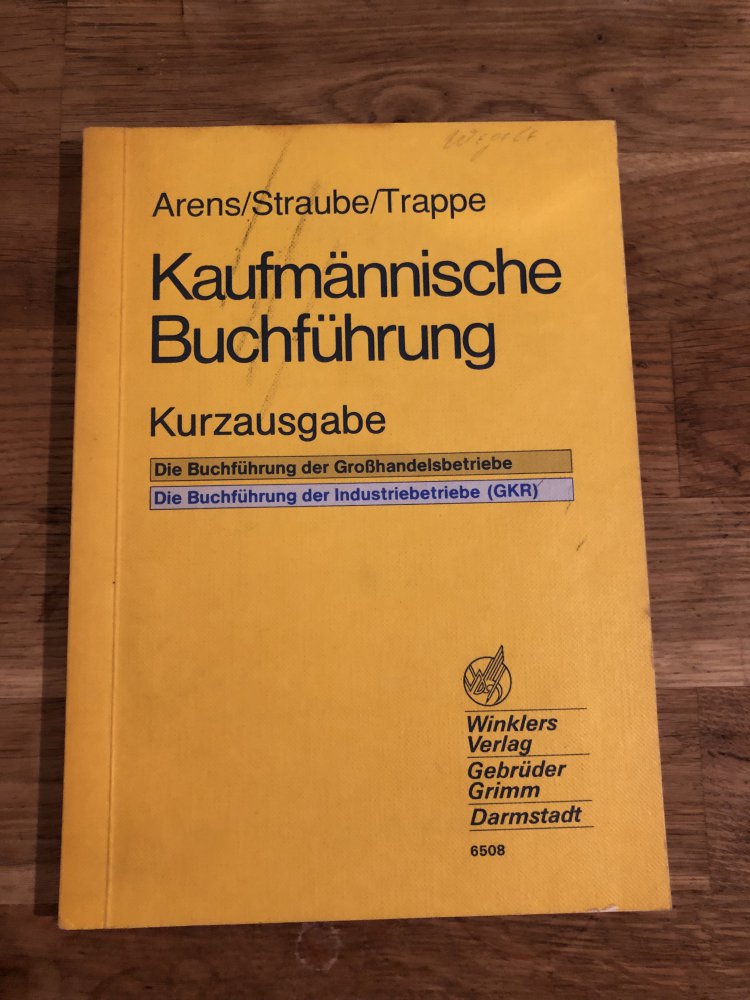 Arens/Straube/Trappe
Kaufmännische
Buchführung
Kurzausgabe
Die Buchführung der Großhandelsbetriebe
Die Buchführung der Industriebetriebe (GKR)
Winklers
Verlag
Gebrüder
Grimm
Darmstadt
6508